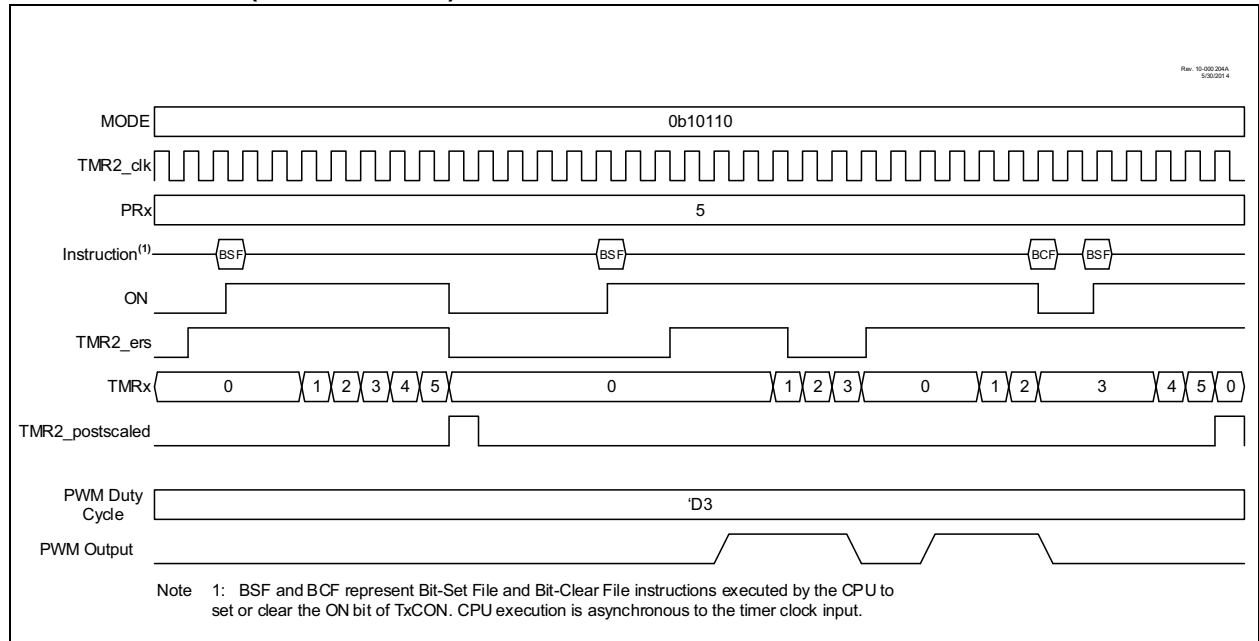 Rev. 10-000204A
5/30/2014
MODE 0b10110
TMR2_clk
PRx 5
Instruction(1) BSF BSF BCF BSF
ON
TMR2_ers
TMRx 0 1 2 3 4 5 0 1 2 3 0 1 2 3 4 5 0
TMR2_postscaled
PWM Duty
Cycle
'D3
PWM Output
Note 1: BSF and BCF represent Bit-Set File and Bit-Clear File instructions executed by the CPU to
set or clear the ON bit of TxCON. CPU execution is asynchronous to the timer clock input.